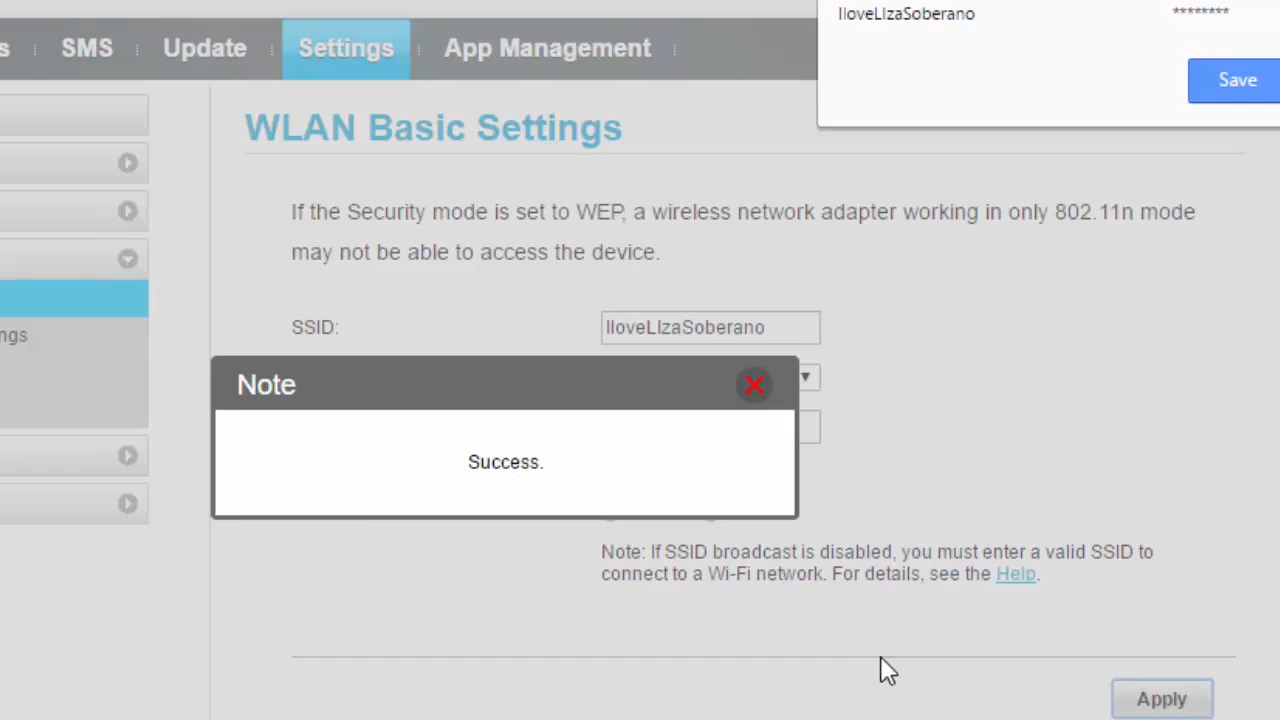 IloveLIzaSoberano ********
Save
s SMS Update Settings App Management
WLAN Basic Settings
If the Security mode is set to WEP, a wireless network adapter working in only 802.11n mode
may not be able to access the device.
SSID: IloveLIzaSoberano
ngs
Note
Success.
Note: If SSID broadcast is disabled, you must enter a valid SSID to
connect to a Wi-Fi network. For details, see the Help.
Apply